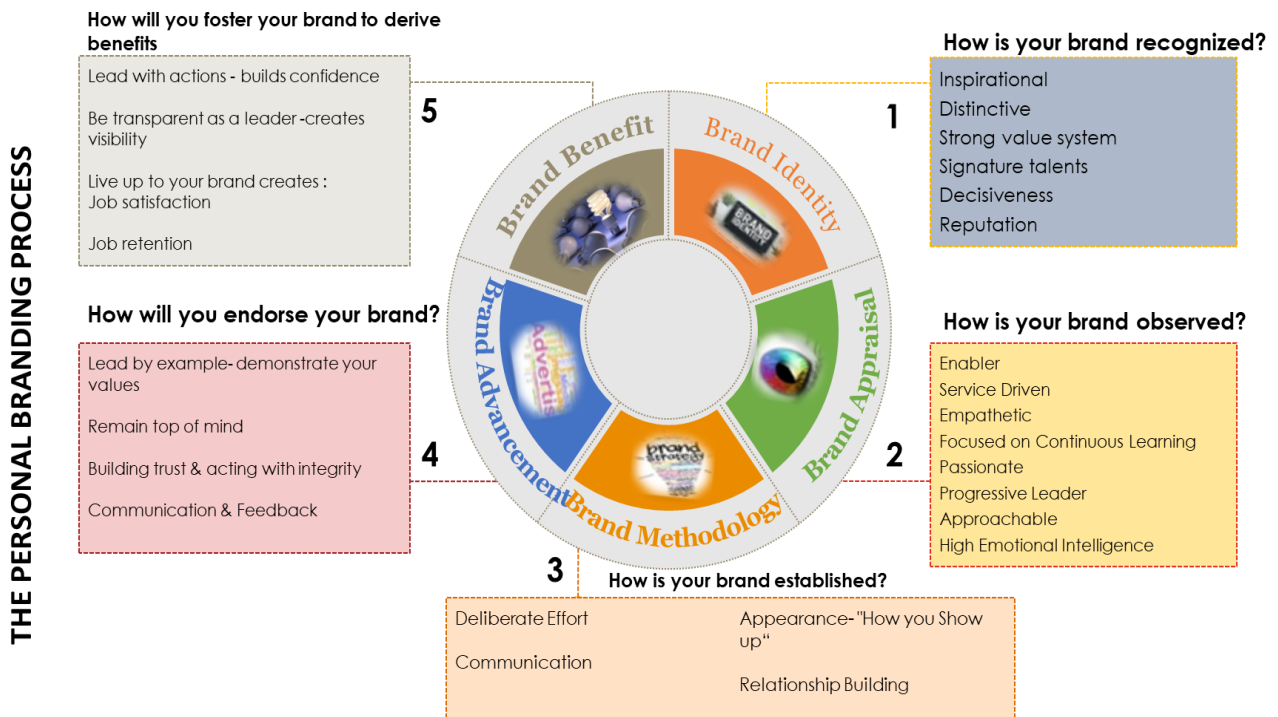 THE PERSONAL BRANDING PROCESS
How will you foster your brand to derive
benefits
Lead with actions - builds confidence
Be transparent as a leader -creates
visibility
Live up to your brand creates :
Job satisfaction
Job retention
5
How is your brand recognized?
Inspirational
Distinctive
Strong value system
Signature talents
Decisiveness
Reputation
1
Brand Benefit
Brand Identity
BRAND
IDENTITY
Brand Appraisal
Brand Methodology
brand
strategy
Brand Advancement
Advertis
How will you endorse your brand?
Lead by example- demonstrate your
values
Remain top of mind
Building trust & acting with integrity
Communication & Feedback
4
How is your brand observed?
Enabler
Service Driven
Empathetic
Focused on Continuous Learning
Passionate
Progressive Leader
Approachable
High Emotional Intelligence
2
3
How is your brand established?
Deliberate Effort
Communication
Appearance- "How you Show
up“
Relationship Building